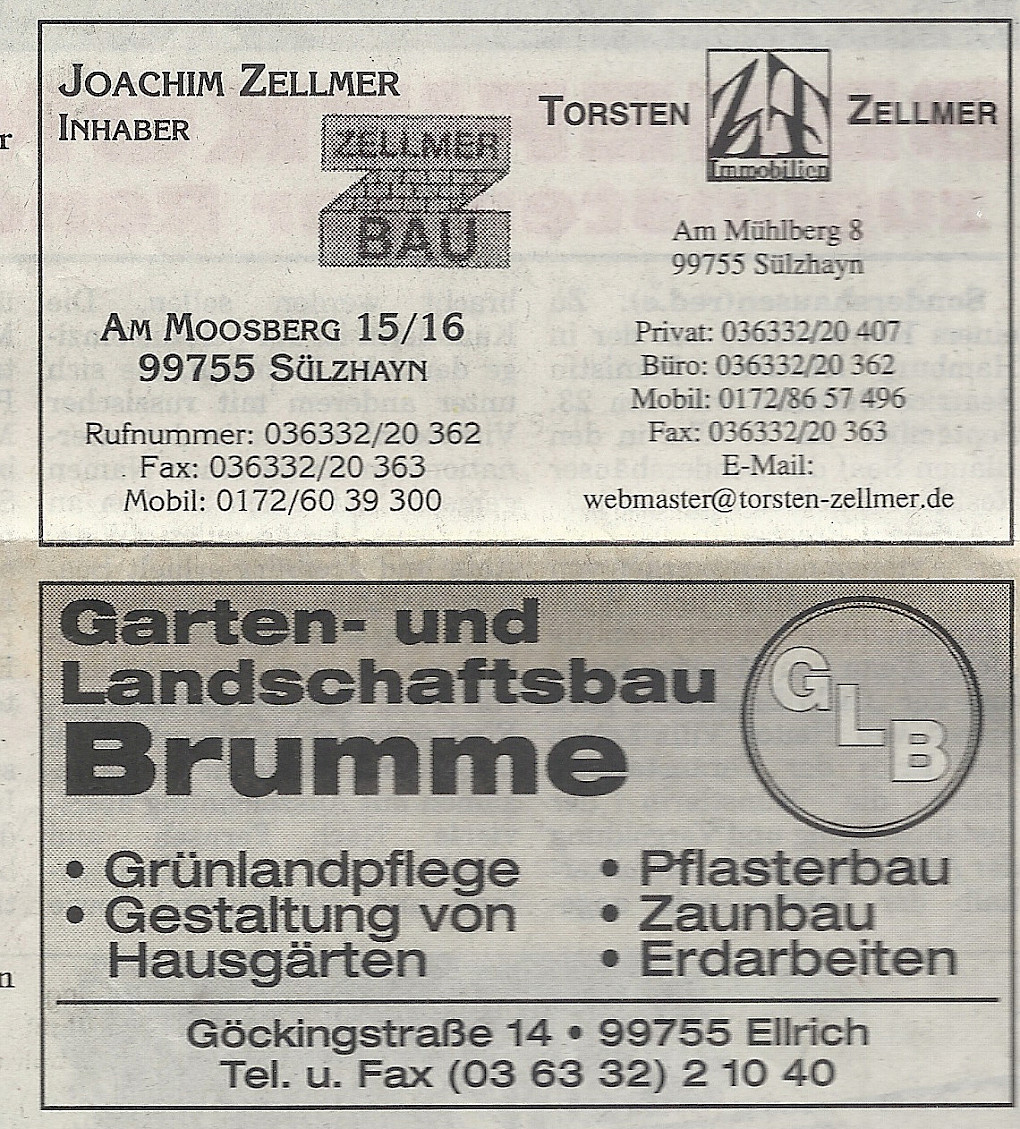 JOACHIM ZELLMER
INHABER
ZELLMER
BAU
AM MOOSBERG 15/16
99755 SÜLZHAYN
Rufnummer: 036332/20 362
Fax: 036332/20 363
Mobil: 0172/60 39 300
TORSTEN ZELLMER
Immobilien
Am Mühlberg 8
99755 Sülzhayn
Privat: 036332/20 407
Büro: 036332/20 362
Mobil: 0172/86 57 496
Fax: 036332/20 363
E-Mail:
webmaster@torsten-zellmer.de
Garten- und
Landschaftsbau
Brumme
GLB
• Grünlandpflege
• Gestaltung von
Hausgärten
• Pflasterbau
• Zaunbau
• Erdarbeiten
Göckingstraße 14 • 99755 Ellrich
Tel. u. Fax (03 63 32) 2 10 40